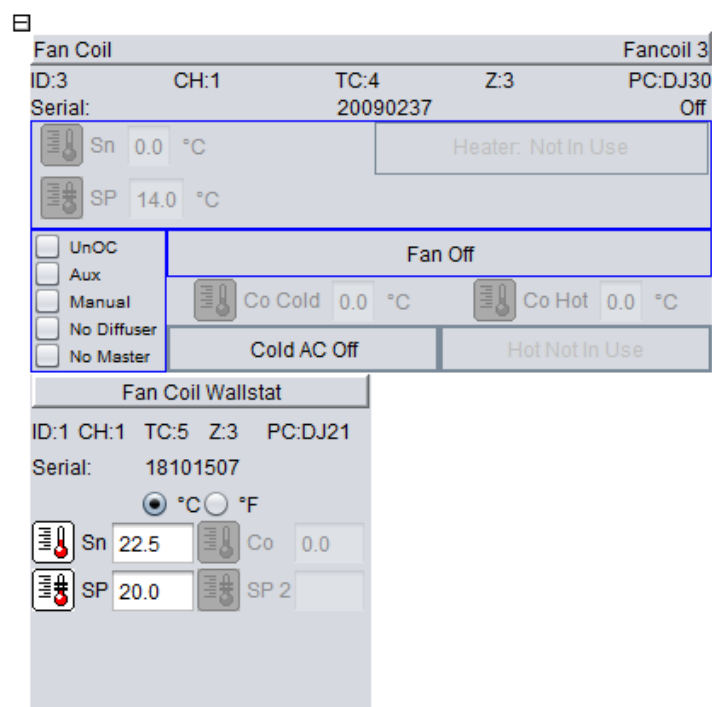 Fan Coil Fancoil 3
ID:3 CH:1 TC:4 Z:3 PC:DJ30
Serial: 20090237 Off
Sn 0.0 °C Heater: Not In Use
SP 14.0 °C
UnOC
Aux
Manual
No Diffuser
No Master
Fan Off
Co Cold 0.0 °C Co Hot 0.0 °C
Cold AC Off Hot Not In Use
Fan Coil Wallstat
ID:1 CH:1 TC:5 Z:3 PC:DJ21
Serial: 18101507
°C °F
Sn 22.5 Co 0.0
SP 20.0 SP 2